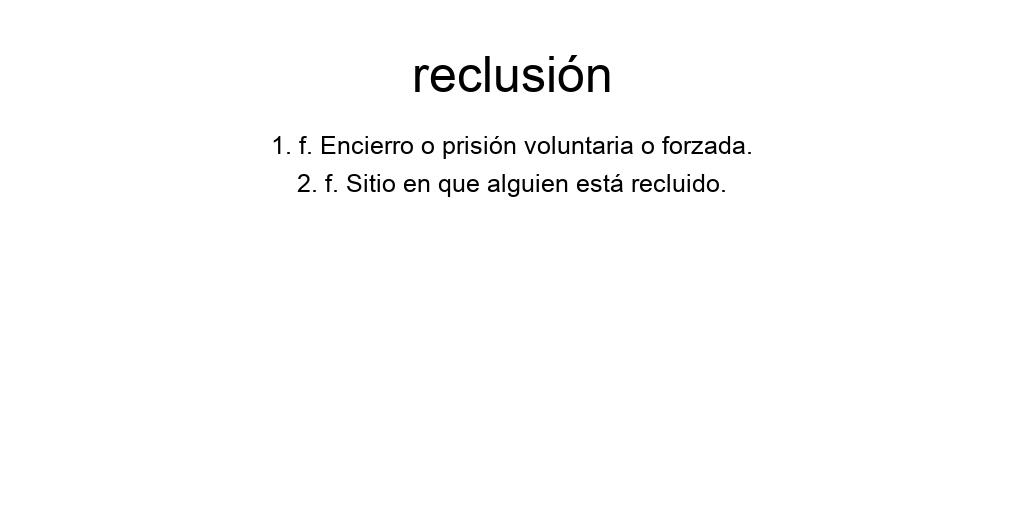 reclusión
1. f. Encierro o prisión voluntaria o forzada.
2. f. Sitio en que alguien está recluido.